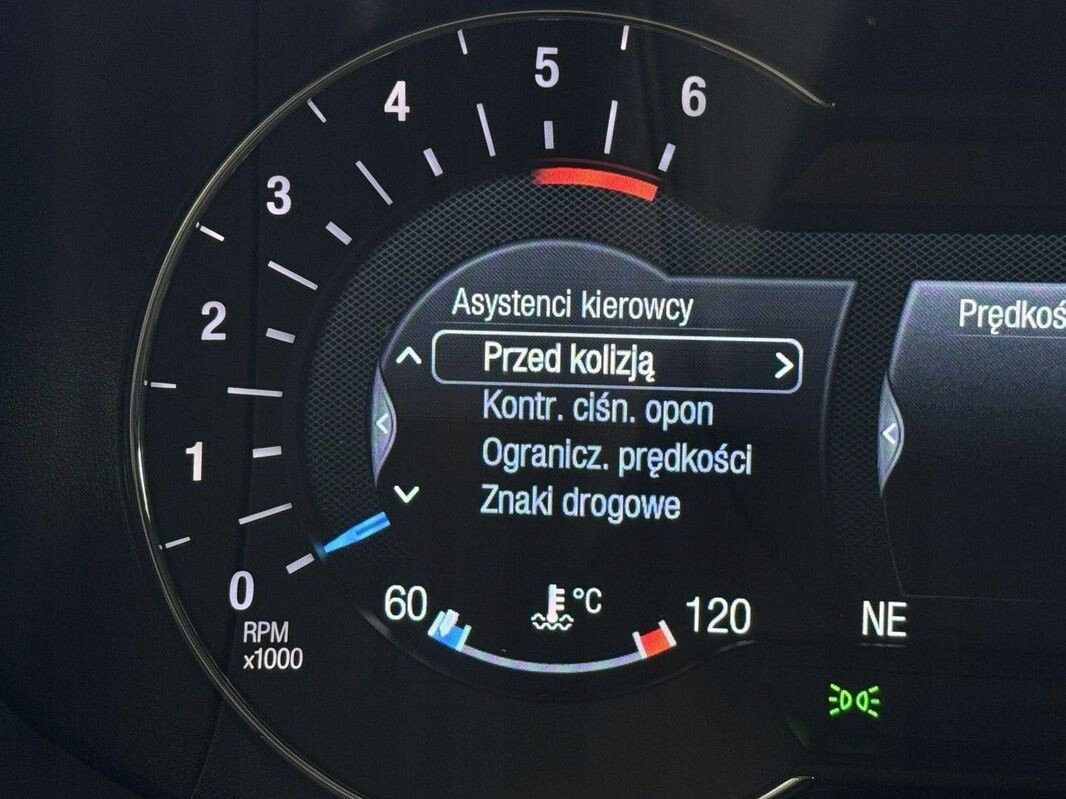 5
4
6
3
2
1
0
RPM
x1000
Asystenci kierowcy
Przed kolizją
Kontr. ciśn. opon
Ogranicz. prędkości
Znaki drogowe
60
°C
120
NE